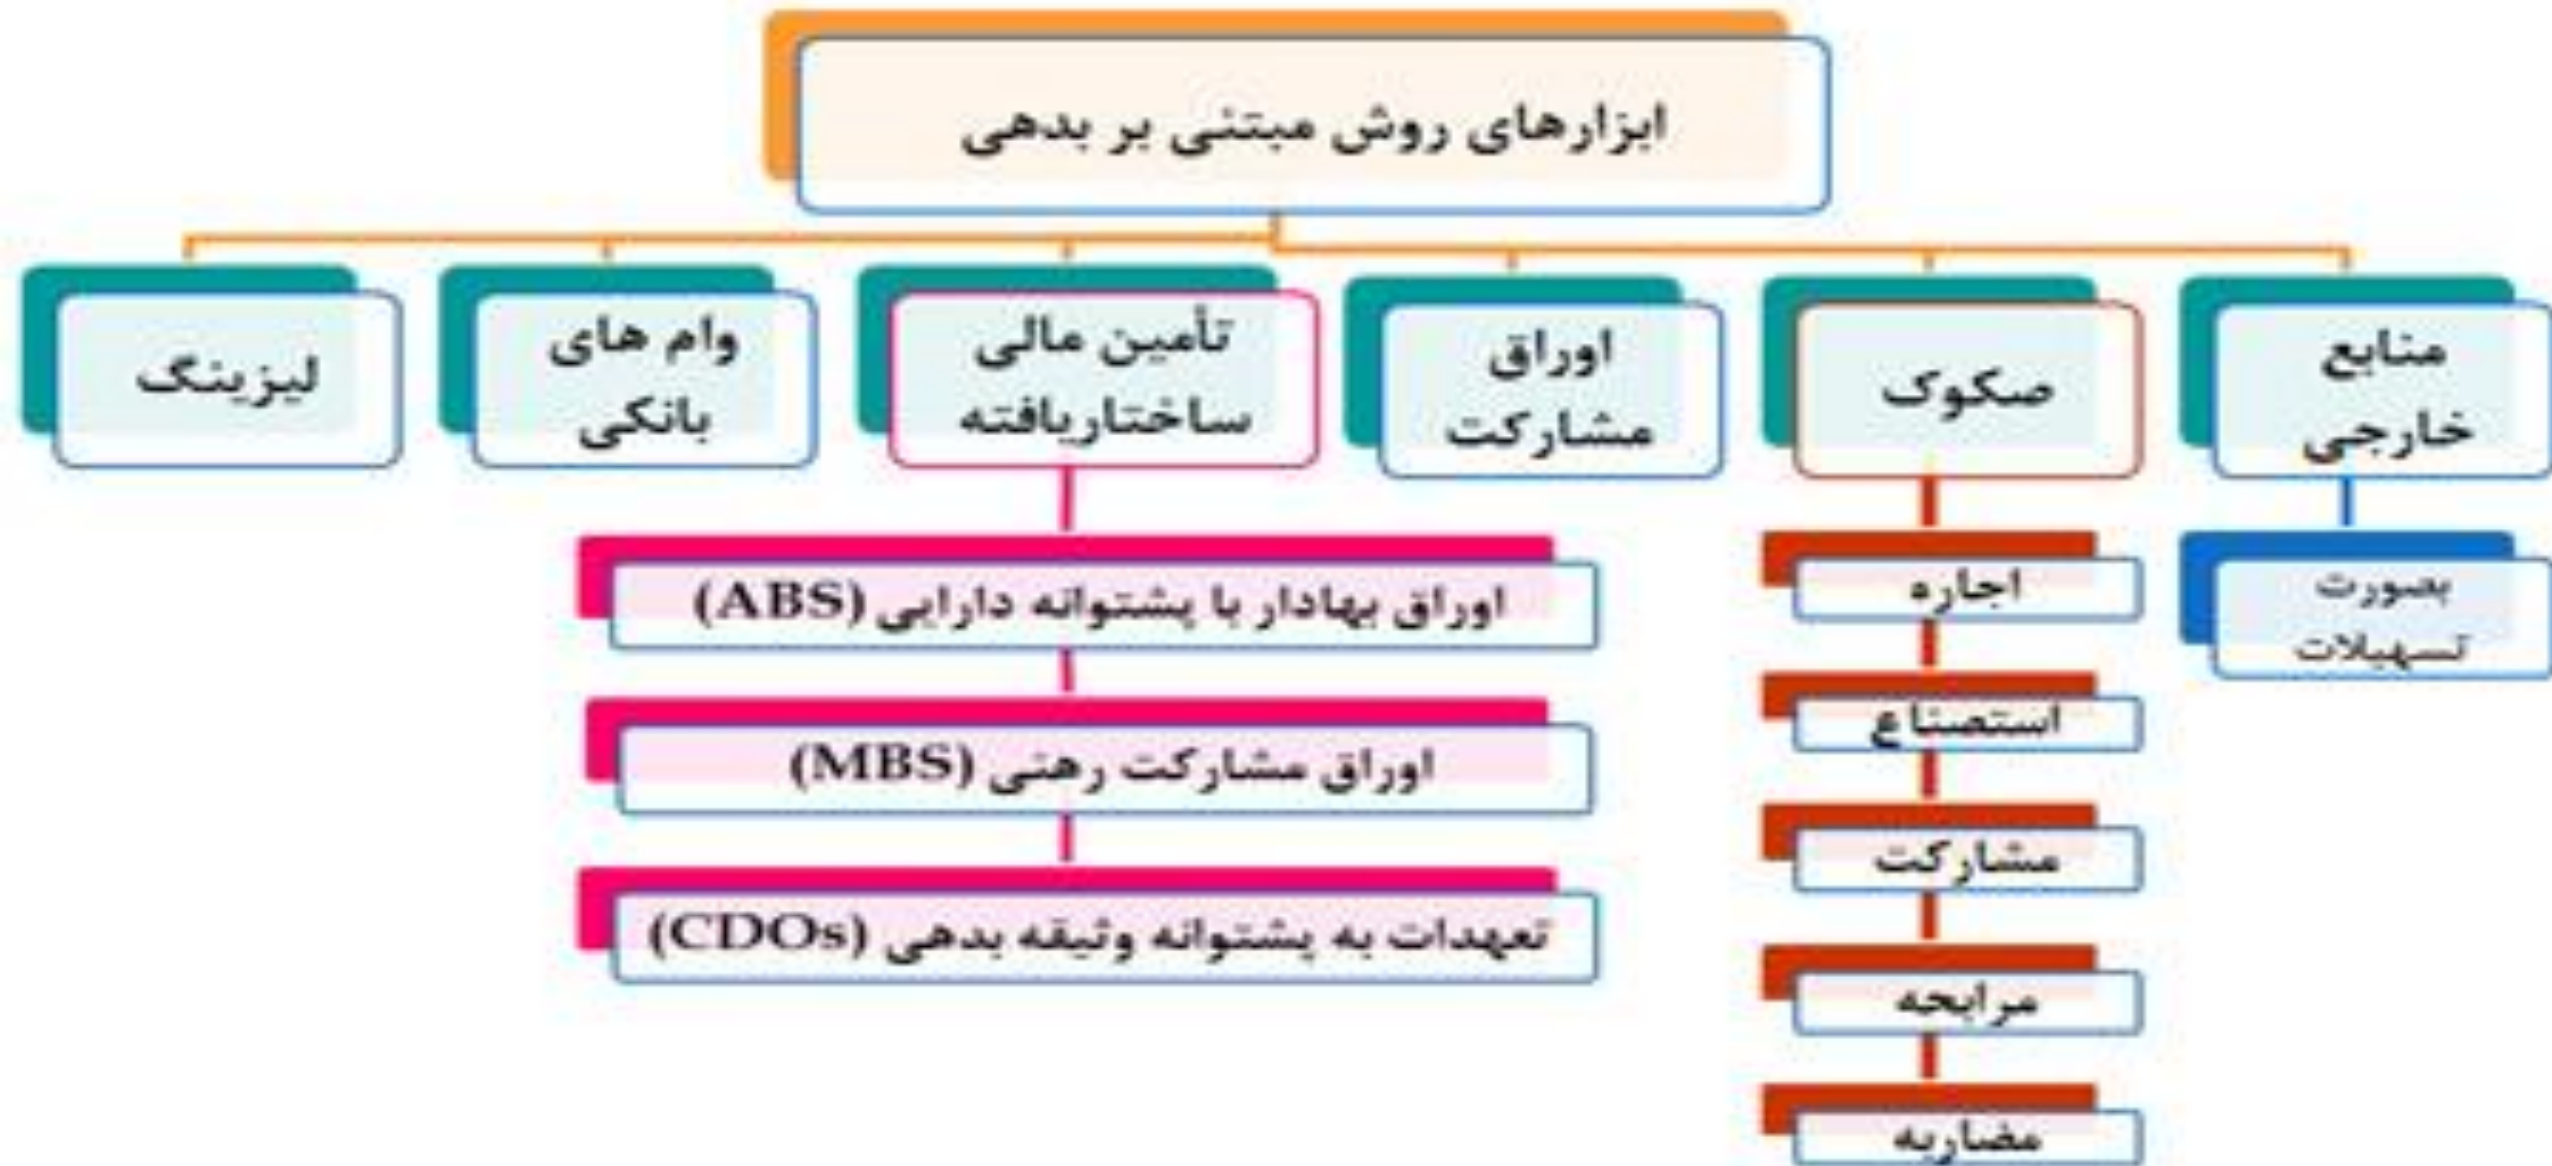 ابزارهای روش مبتنی بر بدهی
منابع
خارجی
صکوک
اوراق
مشارکت
تأمین مالی
ساختاریافته
وام های
بانکی
لیزینگ
بصورت
تسهیلات
اجاره
استصناع
مشارکت
مرابحه
مضاربه
اوراق بهادار با پشتوانه دارایی (ABS)
اوراق مشارکت رهنی (MBS)
تعهدات به پشتوانه وثیقه بدهی (CDOs)